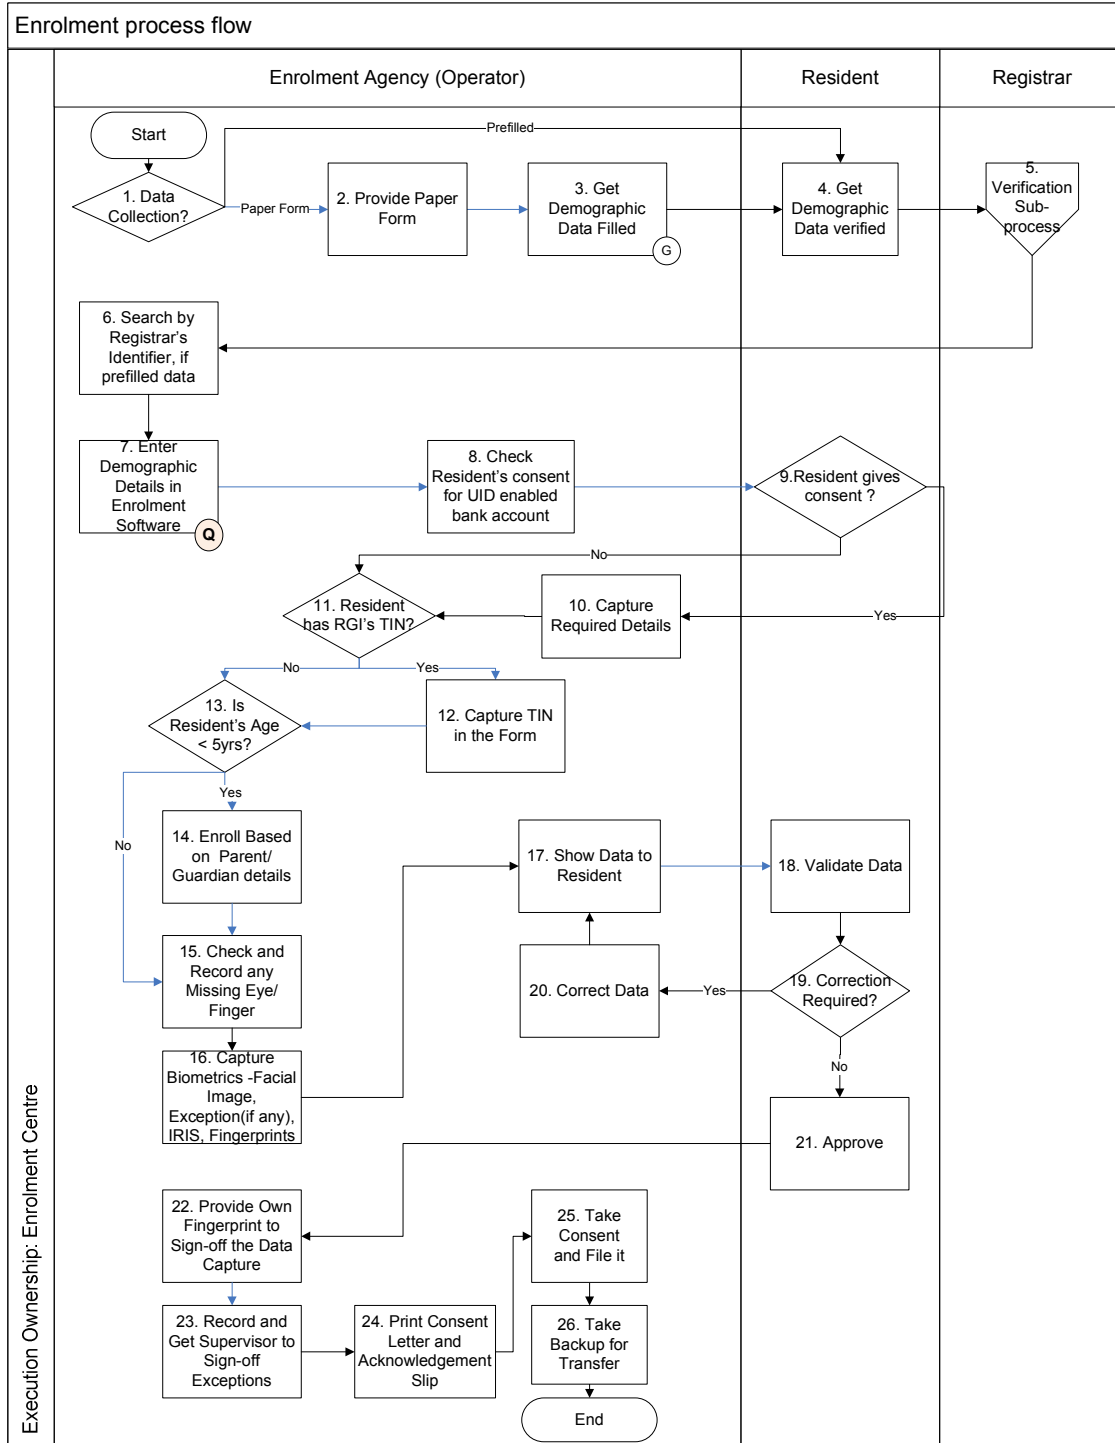 Enrolment process flow
Enrolment Agency (Operator)
Resident
Registrar
Start
Prefilled
1. Data
Collection?
Paper Form
2. Provide Paper
Form
3. Get
Demographic
Data Filled
G
4. Get
Demographic
Data verified
5.
Verification
Sub-
process
6. Search by
Registrar's
Identifier, if
prefilled data
7. Enter
Demographic
Details in
Enrolment
Software
Q
8. Check
Resident's consent
for UID enabled
bank account
9.Resident gives
consent ?
No
Yes
10. Capture
Required Details
11. Resident
has RGI's TIN?
No
Yes
12. Capture TIN
in the Form
13. Is
Resident's Age
< 5yrs?
Yes
No
14. Enroll Based
on Parent/
Guardian details
15. Check and
Record any
Missing Eye/
Finger
16. Capture
Biometrics -Facial
Image,
Exception(if any),
IRIS, Fingerprints
17. Show Data to
Resident
18. Validate Data
19. Correction
Required?
Yes
20. Correct Data
No
21. Approve
22. Provide Own
Fingerprint to
Sign-off the Data
Capture
23. Record and
Get Supervisor to
Sign-off
Exceptions
24. Print Consent
Letter and
Acknowledgement
Slip
25. Take
Consent
and File it
26. Take
Backup for
Transfer
End
Execution Ownership: Enrolment Centre